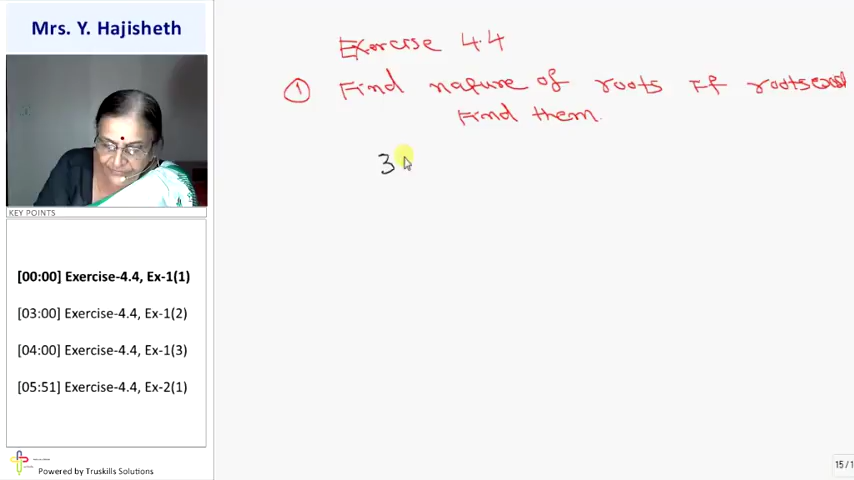 Mrs. Y. Hajisheth
KEY POINTS
[00:00] Exercise-4.4, Ex-1(1)
[03:00] Exercise-4.4, Ex-1(2)
[04:00] Exercise-4.4, Ex-1(3)
[05:51] Exercise-4.4, Ex-2(1)
Powered by Truskills Solutions
Exercise 4.4
① Find nature of roots If roots exist
Find them.
3
15/1